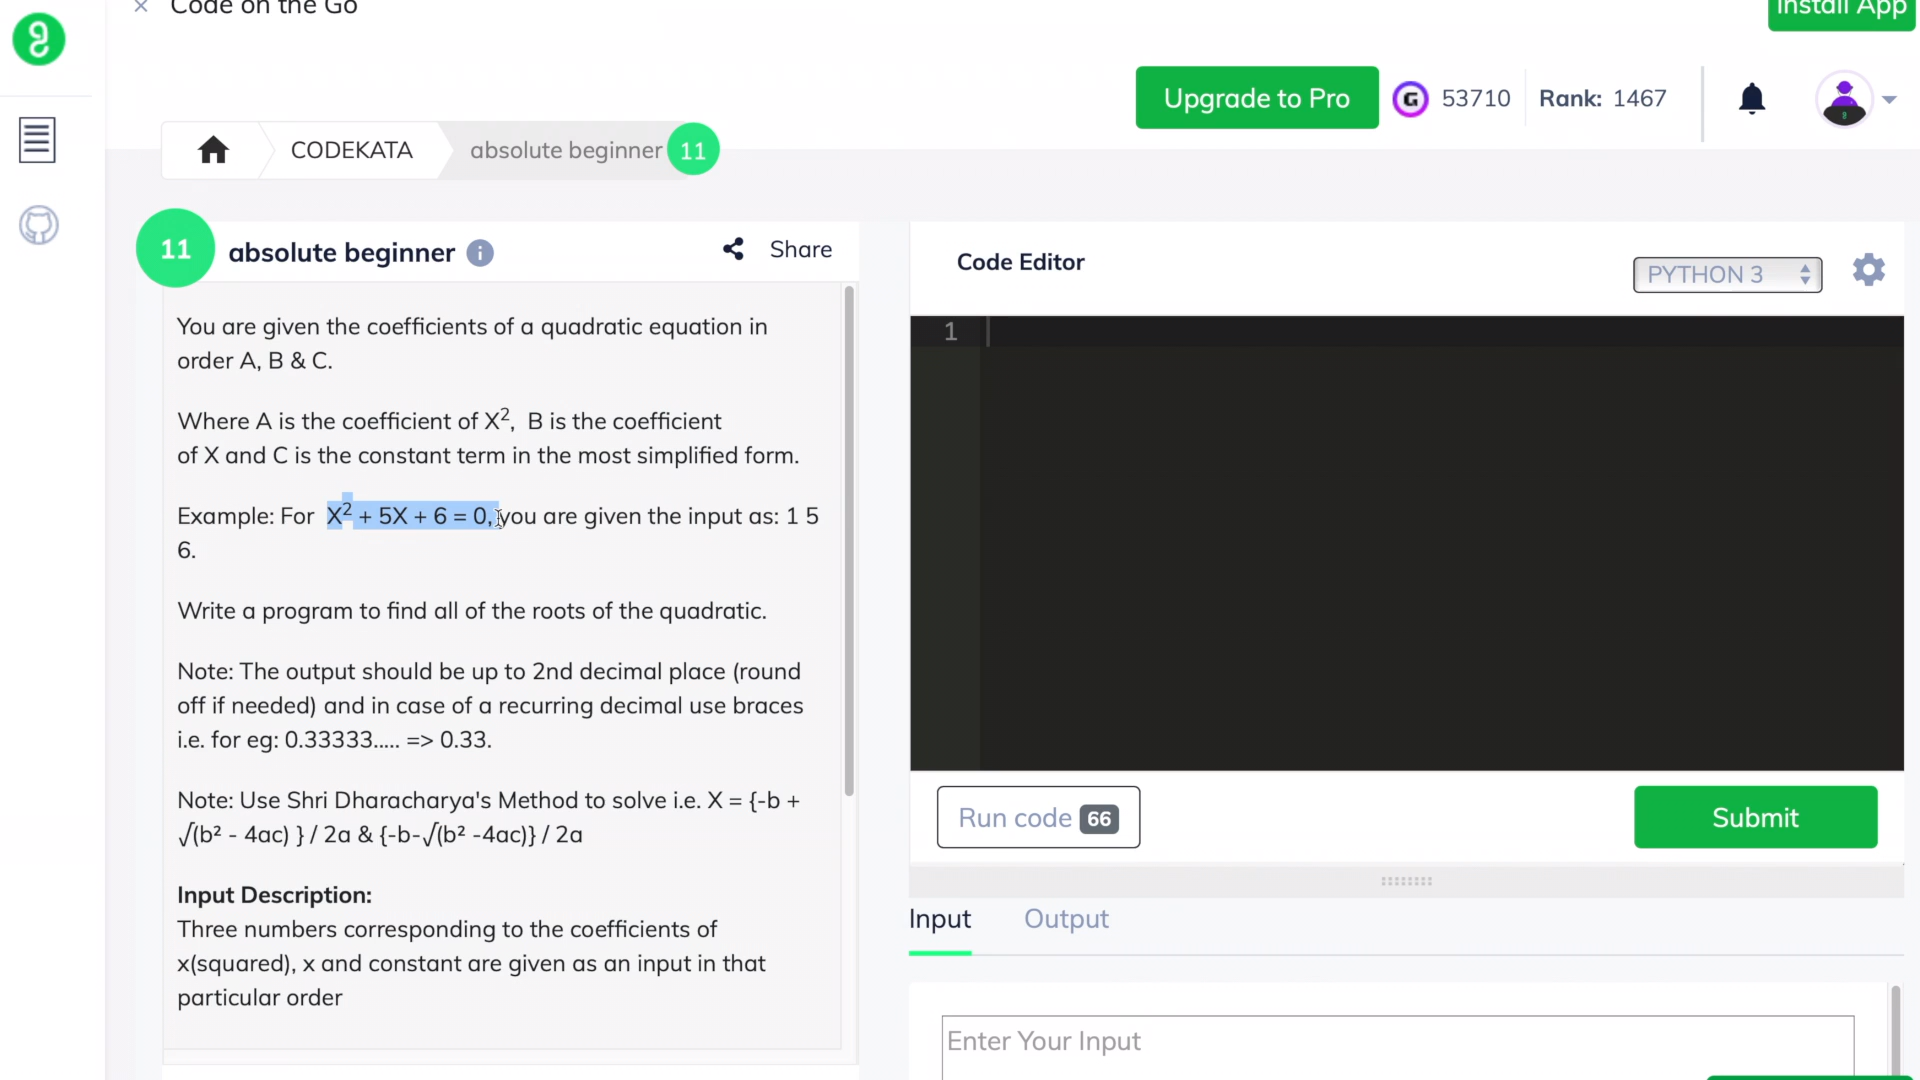 × Code on the Go
Install App
Upgrade to Pro
G 53710
Rank: 1467
CODEKATA
absolute beginner 11
11 absolute beginner i
Share
You are given the coefficients of a quadratic equation in
order A, B & C.
Where A is the coefficient of X², B is the coefficient
of X and C is the constant term in the most simplified form.
Example: For X² + 5X + 6 = 0, you are given the input as: 1 5
6.
Write a program to find all of the roots of the quadratic.
Note: The output should be up to 2nd decimal place (round
off if needed) and in case of a recurring decimal use braces
i.e. for eg: 0.33333..... => 0.33.
Note: Use Shri Dharacharya's Method to solve i.e. X = {-b +
√(b² - 4ac) } / 2a & {-b-√(b² -4ac)} / 2a
Input Description:
Three numbers corresponding to the coefficients of
x(squared), x and constant are given as an input in that
particular order
Code Editor
PYTHON 3
1
Run code 66
Submit
Input
Output
Enter Your Input